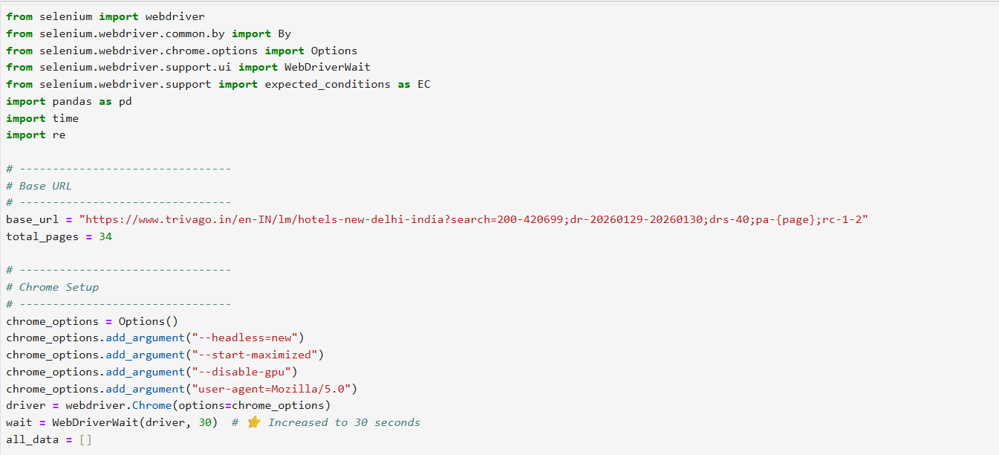 from selenium import webdriver
from selenium.webdriver.common.by import By
from selenium.webdriver.chrome.options import Options
from selenium.webdriver.support.ui import WebDriverWait
from selenium.webdriver.support import expected_conditions as EC
import pandas as pd
import time
import re
# --------------------------------
# Base URL
# --------------------------------
base_url = "https://www.trivago.in/en-IN/lm/hotels-new-delhi-india?search=200-420699;dr-20260129-20260130;drs-40;pa-{page};rc-1-2"
total_pages = 34
# --------------------------------
# Chrome Setup
# --------------------------------
chrome_options = Options()
chrome_options.add_argument("--headless=new")
chrome_options.add_argument("--start-maximized")
chrome_options.add_argument("--disable-gpu")
chrome_options.add_argument("user-agent=Mozilla/5.0")
driver = webdriver.Chrome(options=chrome_options)
wait = WebDriverWait(driver, 30)  # ⭐ Increased to 30 seconds
all_data = []